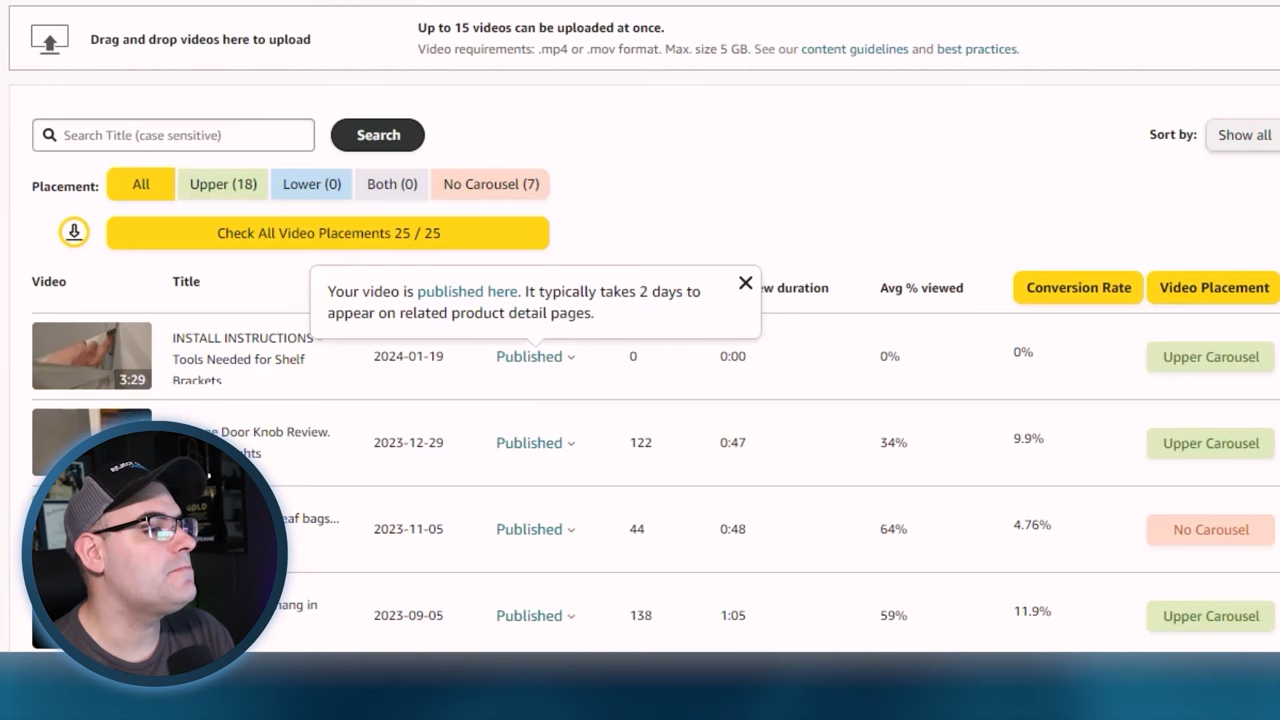 Drag and drop videos here to upload
Up to 15 videos can be uploaded at once.
Video requirements: .mp4 or .mov format. Max. size 5 GB. See our content guidelines and best practices.
Search Title (case sensitive)
Search
Sort by:
Show all
Placement:
All
Upper (18)
Lower (0)
Both (0)
No Carousel (7)
Check All Video Placements 25 / 25
Video
Title
duration
Avg % viewed
Conversion Rate
Video Placement
Your video is published here. It typically takes 2 days to
appear on related product detail pages.
3:29
INSTALL INSTRUCTIONS -
Tools Needed for Shelf
Brackets
2024-01-19
Published
0
0:00
0%
0%
Upper Carousel
Door Knob Review.
2023-12-29
Published
122
0:47
34%
9.9%
Upper Carousel
bags...
2023-11-05
Published
44
0:48
64%
4.76%
No Carousel
in
2023-09-05
Published
138
1:05
59%
11.9%
Upper Carousel
GOLD